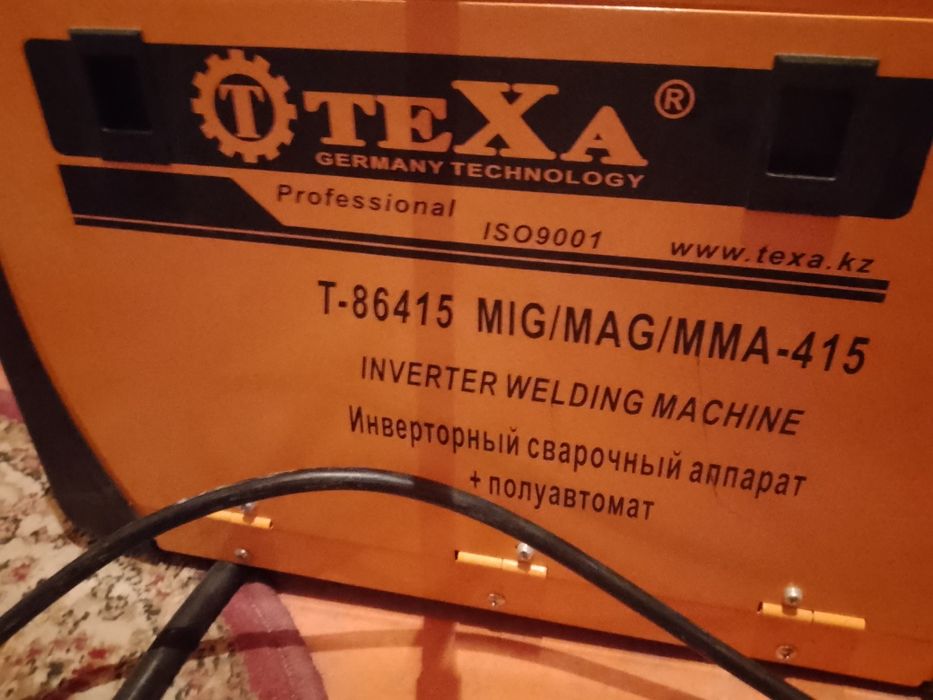 T TEXA ®
GERMANY TECHNOLOGY
Professional
ISO9001
www.texa.kz
T-86415 MIG/MAG/MMA-415
INVERTER WELDING MACHINE
Инверторный сварочный аппарат
+ полуавтомат